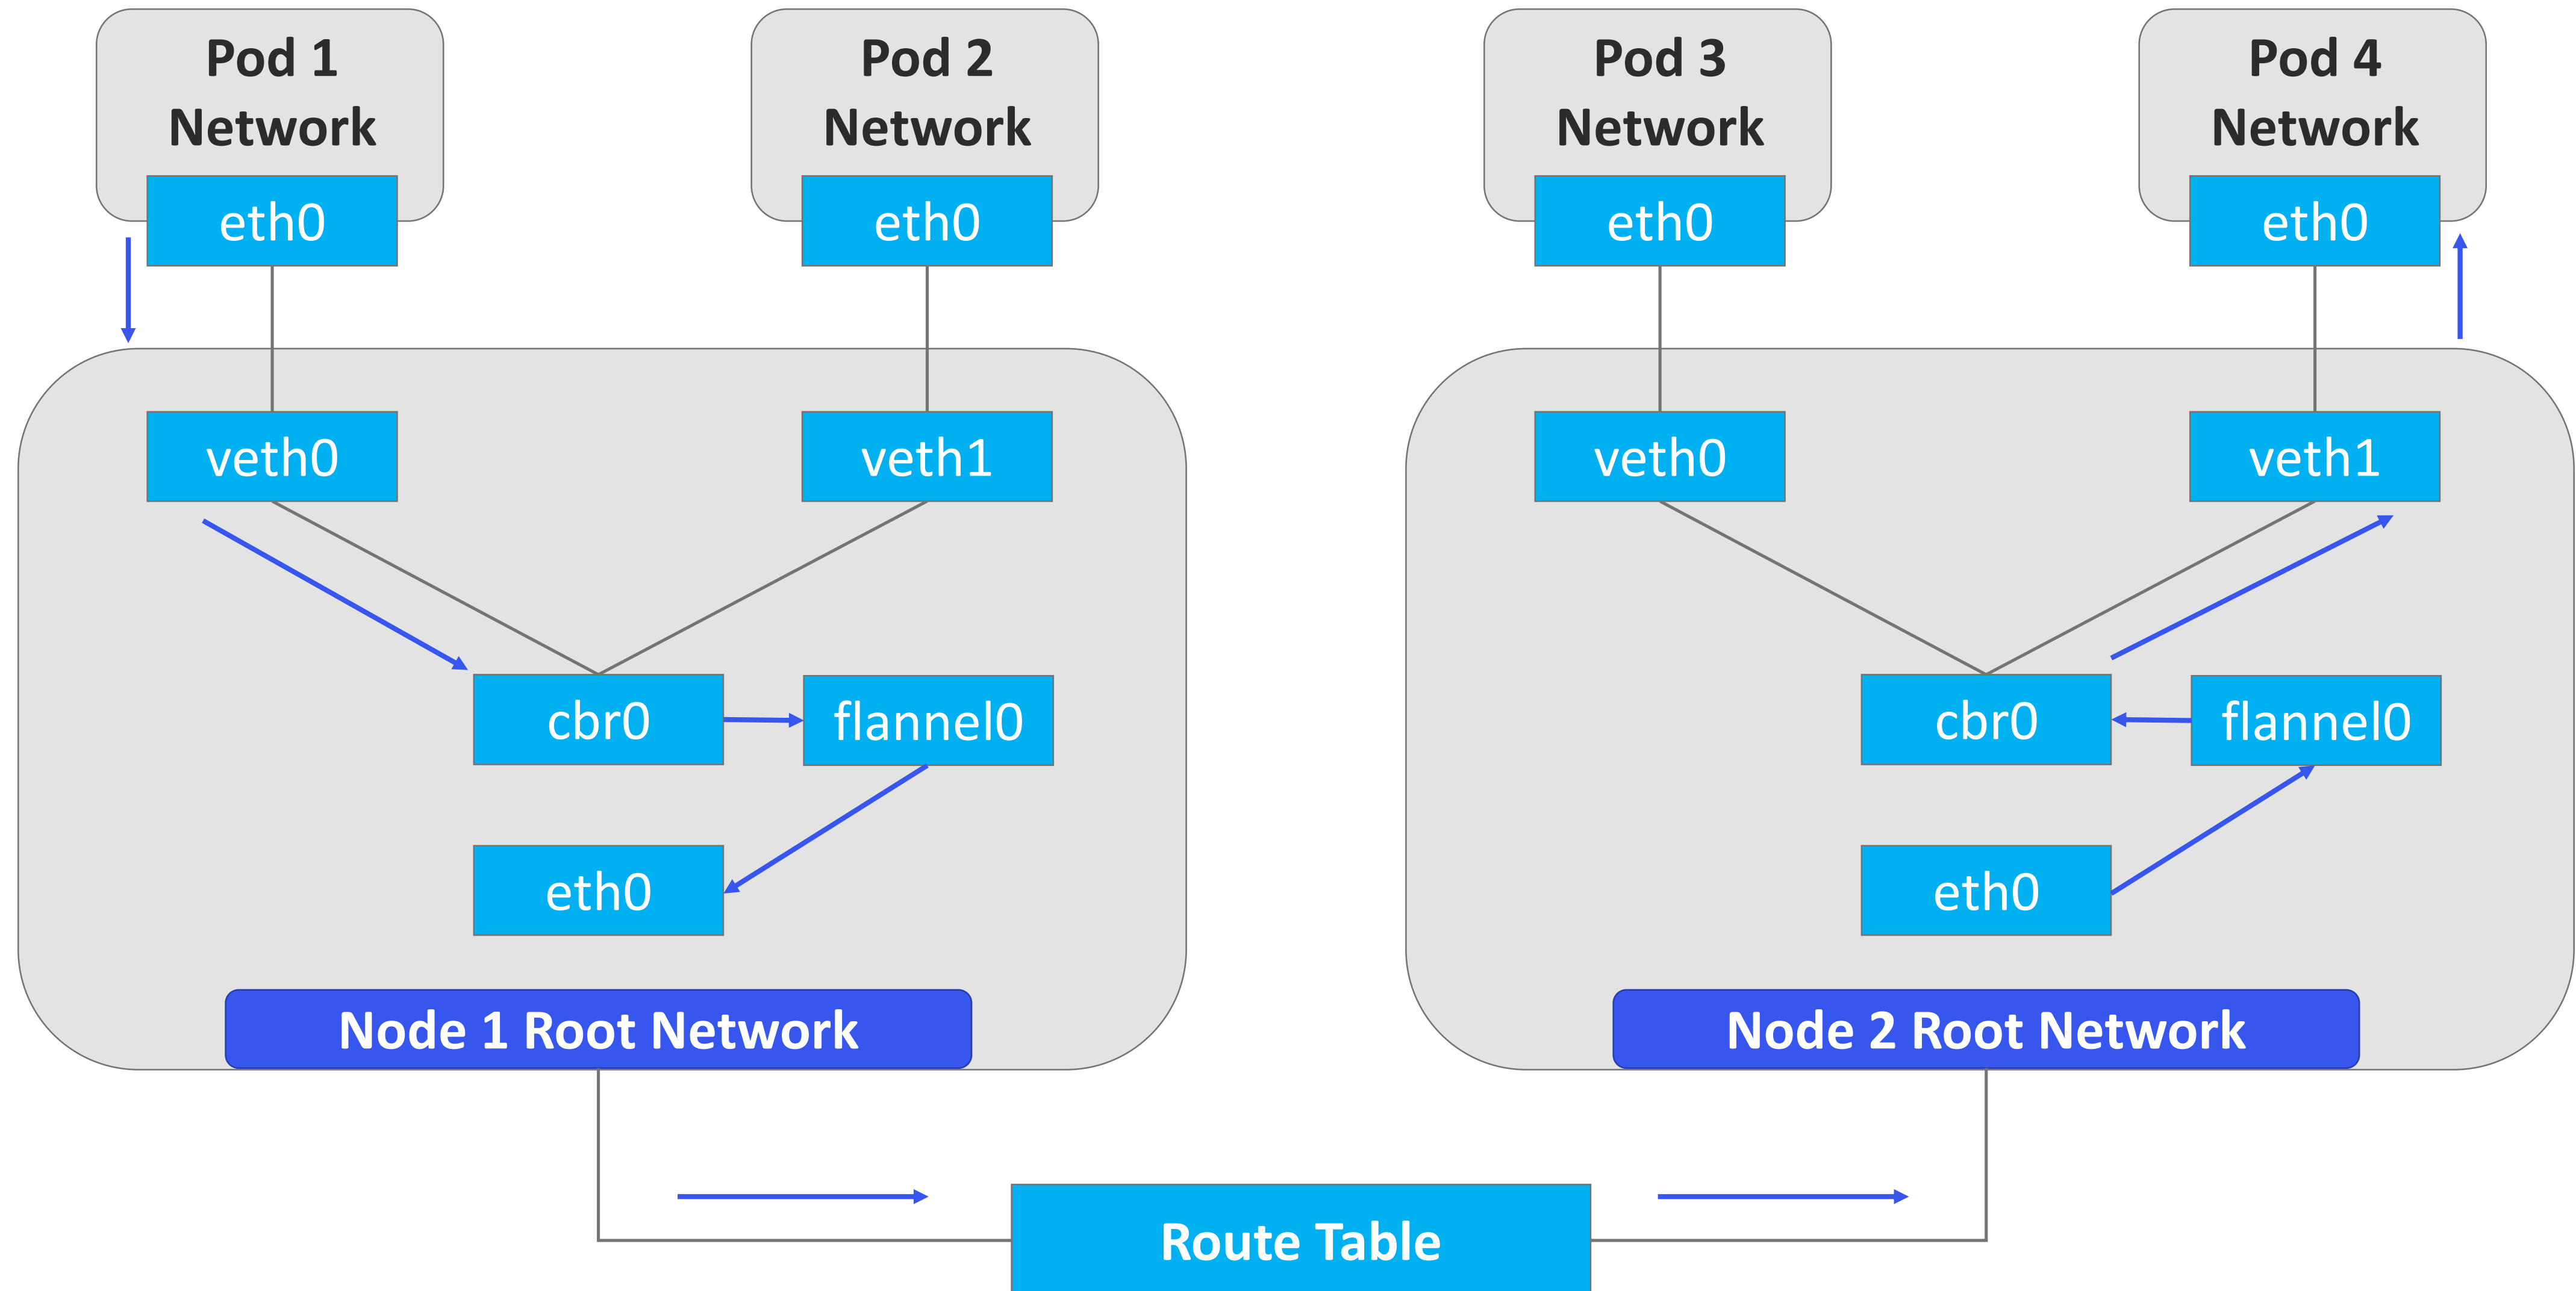 Pod 1
Network
eth0
Pod 2
Network
eth0
Pod 3
Network
eth0
Pod 4
Network
eth0
veth0
veth1
cbr0
flannel0
eth0
Node 1 Root Network
veth0
veth1
cbr0
flannel0
eth0
Node 2 Root Network
Route Table